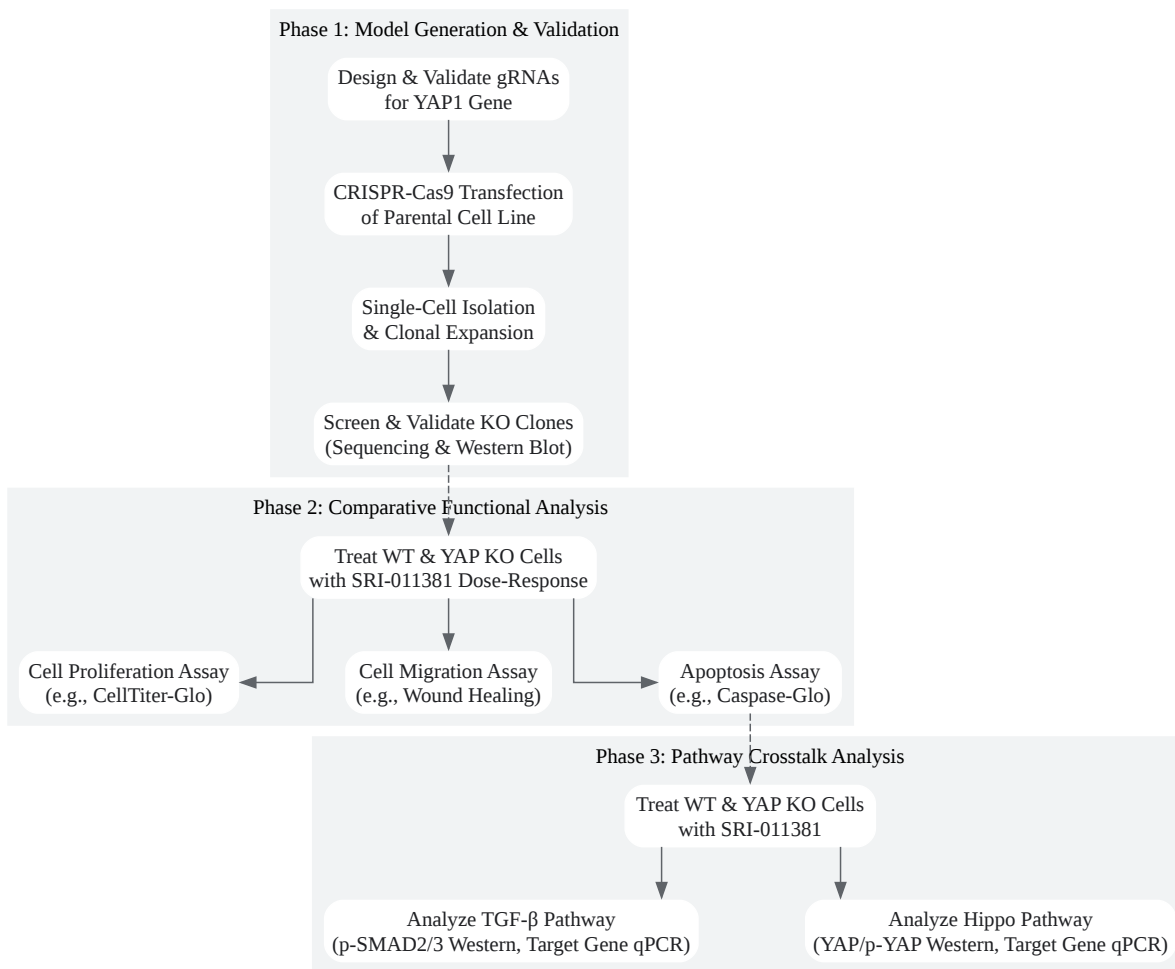 Phase 1: Model Generation & Validation
Design & Validate gRNAs
for YAP1 Gene
CRISPR-Cas9 Transfection
of Parental Cell Line
Single-Cell Isolation
& Clonal Expansion
Screen & Validate KO Clones
(Sequencing & Western Blot)
Phase 2: Comparative Functional Analysis
Treat WT & YAP KO Cells
with SRI-011381 Dose-Response
Cell Proliferation Assay
(e.g., CellTiter-Glo)
Cell Migration Assay
(e.g., Wound Healing)
Apoptosis Assay
(e.g., Caspase-Glo)
Phase 3: Pathway Crosstalk Analysis
Treat WT & YAP KO Cells
with SRI-011381
Analyze TGF-β Pathway
(p-SMAD2/3 Western, Target Gene qPCR)
Analyze Hippo Pathway
(YAP/p-YAP Western, Target Gene qPCR)